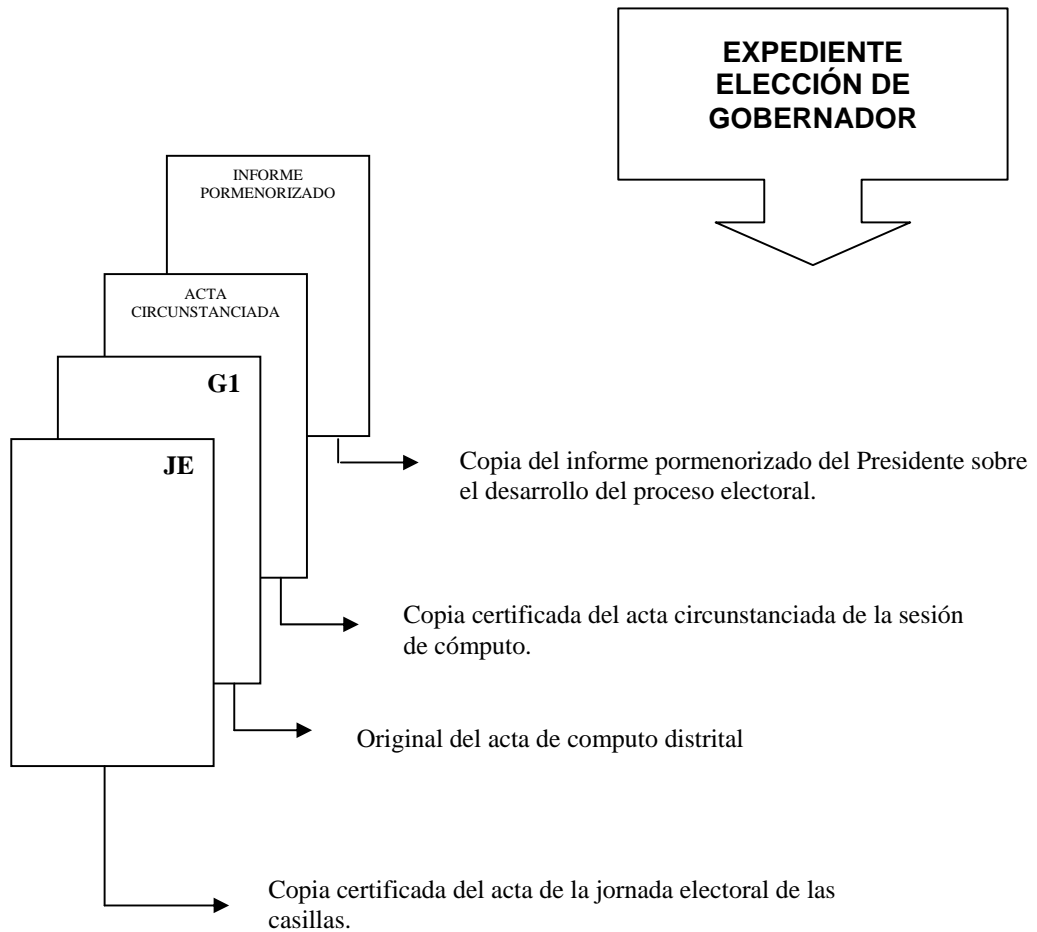 EXPEDIENTE
ELECCIÓN DE
GOBERNADOR
INFORME
PORMENORIZADO
ACTA
CIRCUNSTANCIADA
G1
JE
Copia del informe pormenorizado del Presidente sobre
el desarrollo del proceso electoral.
Copia certificada del acta circunstanciada de la sesión
de cómputo.
Original del acta de computo distrital
Copia certificada del acta de la jornada electoral de las
casillas.